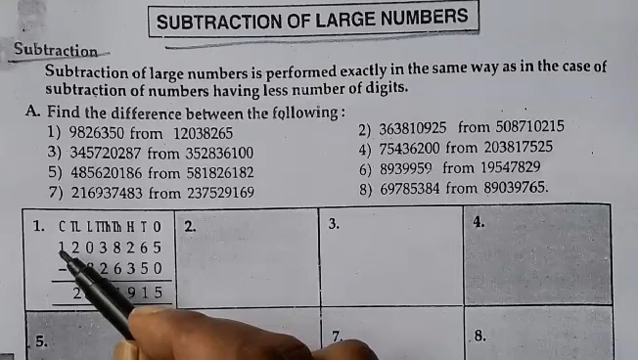 SUBTRACTION OF LARGE NUMBERS
Subtraction
Subtraction of large numbers is performed exactly in the same way as in the case of
subtraction of numbers having less number of digits.
A. Find the difference between the following :
1) 9826350 from 12038265
2) 363810925 from 508710215
3) 345720287 from 352836100
4) 75436200 from 203817525
5) 485620186 from 581826182
6) 8939959 from 19547829
7) 216937483 from 237529169
8) 69785384 from 89039765.
1. C TL L TTh Th H T O
1 2 0 3 8 2 6 5
2 6 3 5 0
2 9 1 5
2.
3.
4.
5.
7.
8.